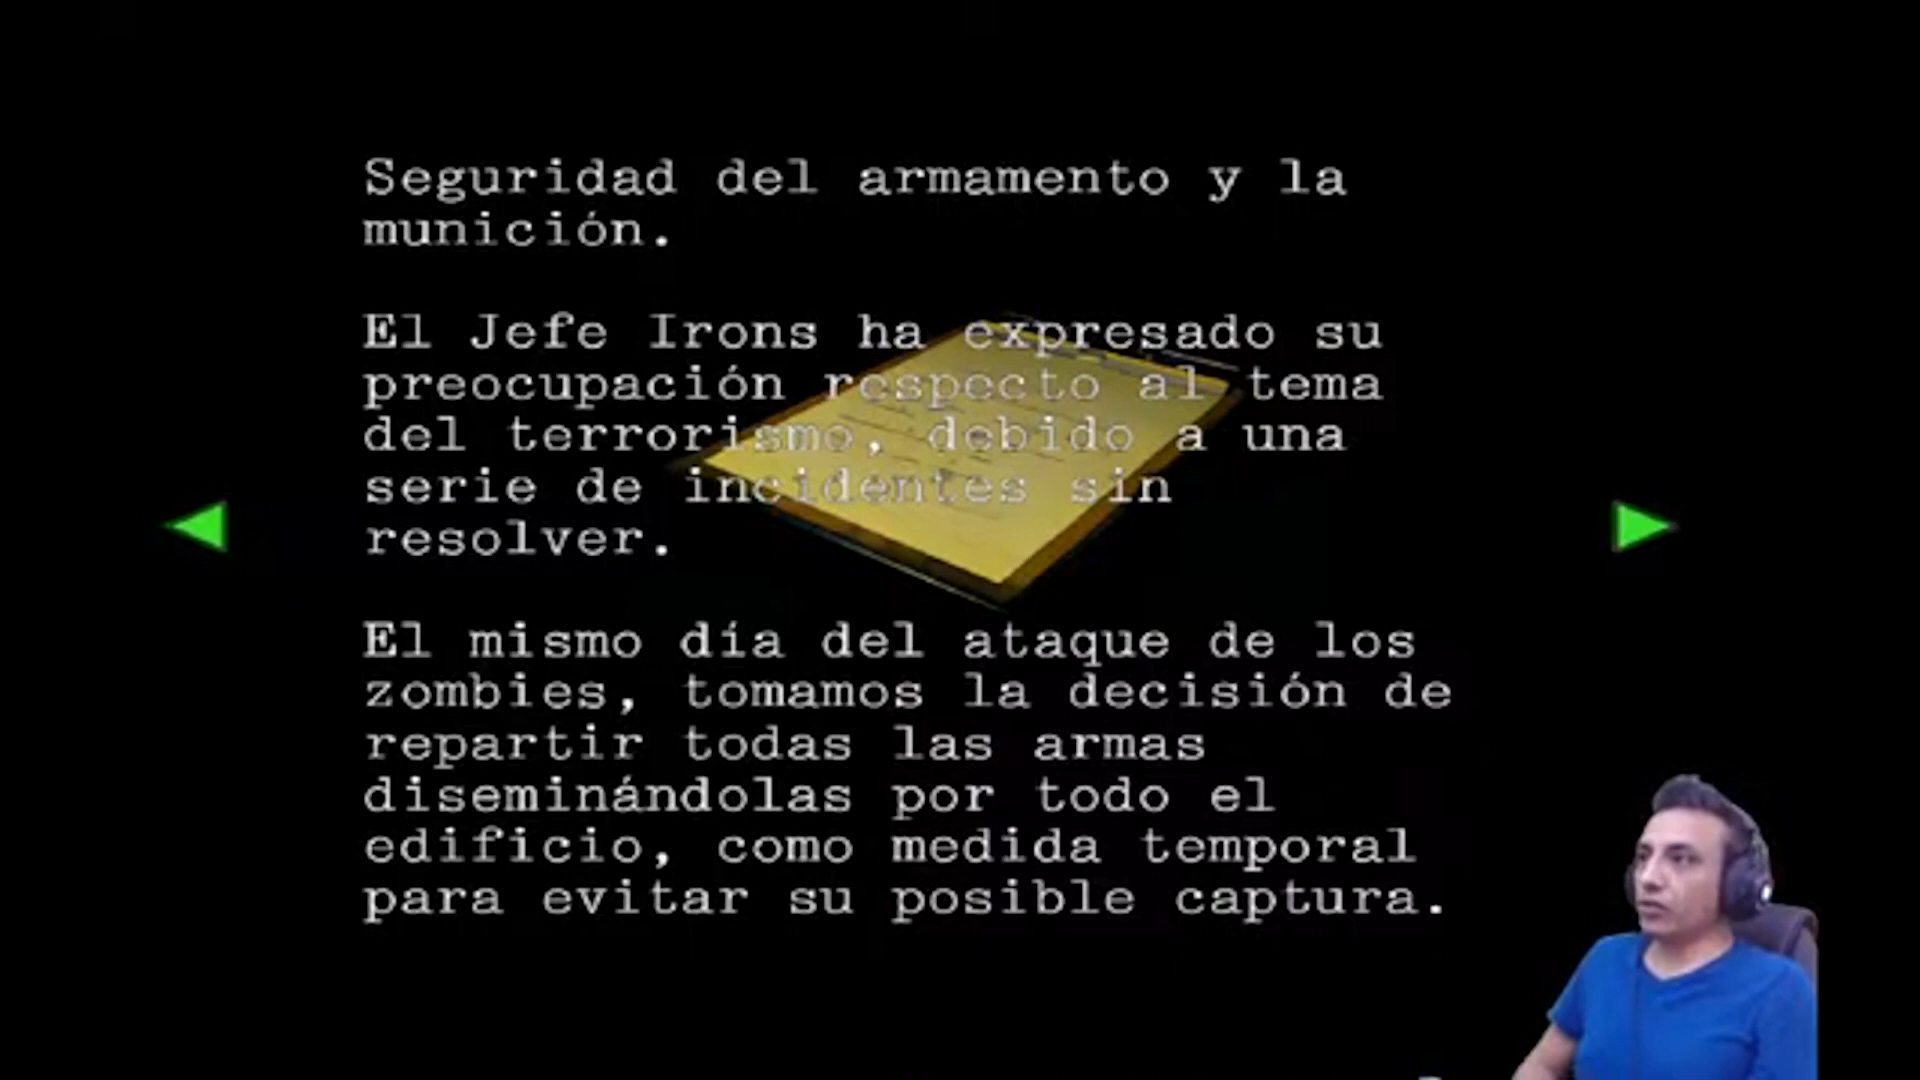 Seguridad del armamento y la
munición.
El Jefe Irons ha expresado su
preocupación respecto al tema
del terrorismo, debido a una
serie de incidentes sin
resolver.
El mismo día del ataque de los
zombies, tomamos la decisión de
repartir todas las armas
diseminándolas por todo el
edificio, como medida temporal
para evitar su posible captura.